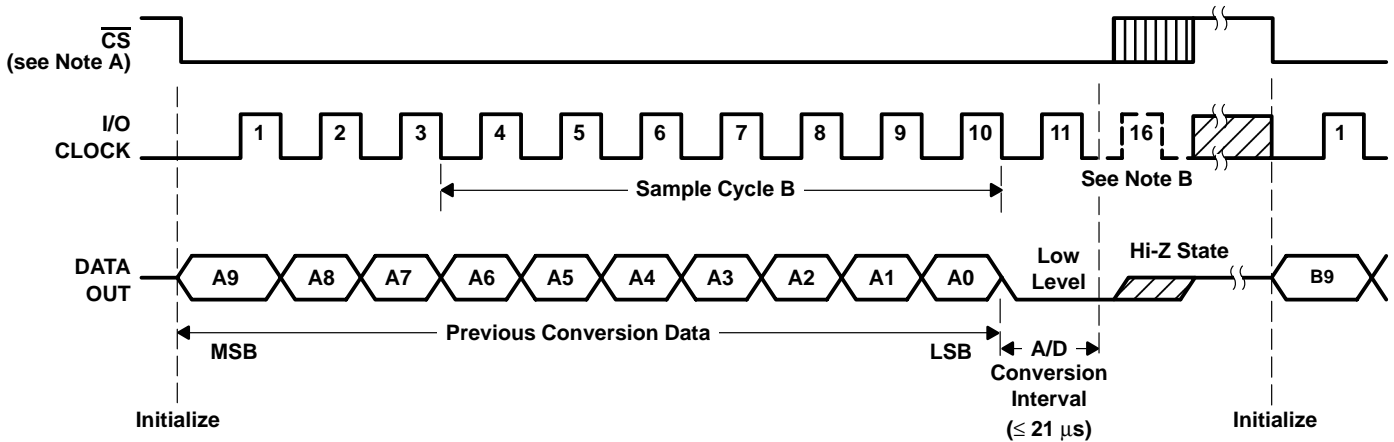 CS
(see Note A)
I/O
CLOCK
1 2 3 4 5 6 7 8 9 10 11 16 1
Sample Cycle B
See Note B
DATA
OUT
A9 A8 A7 A6 A5 A4 A3 A2 A1 A0
Low
Level
Hi-Z State
B9
Previous Conversion Data
MSB
LSB
A/D
Conversion
Interval
(≤ 21 μs)
Initialize
Initialize